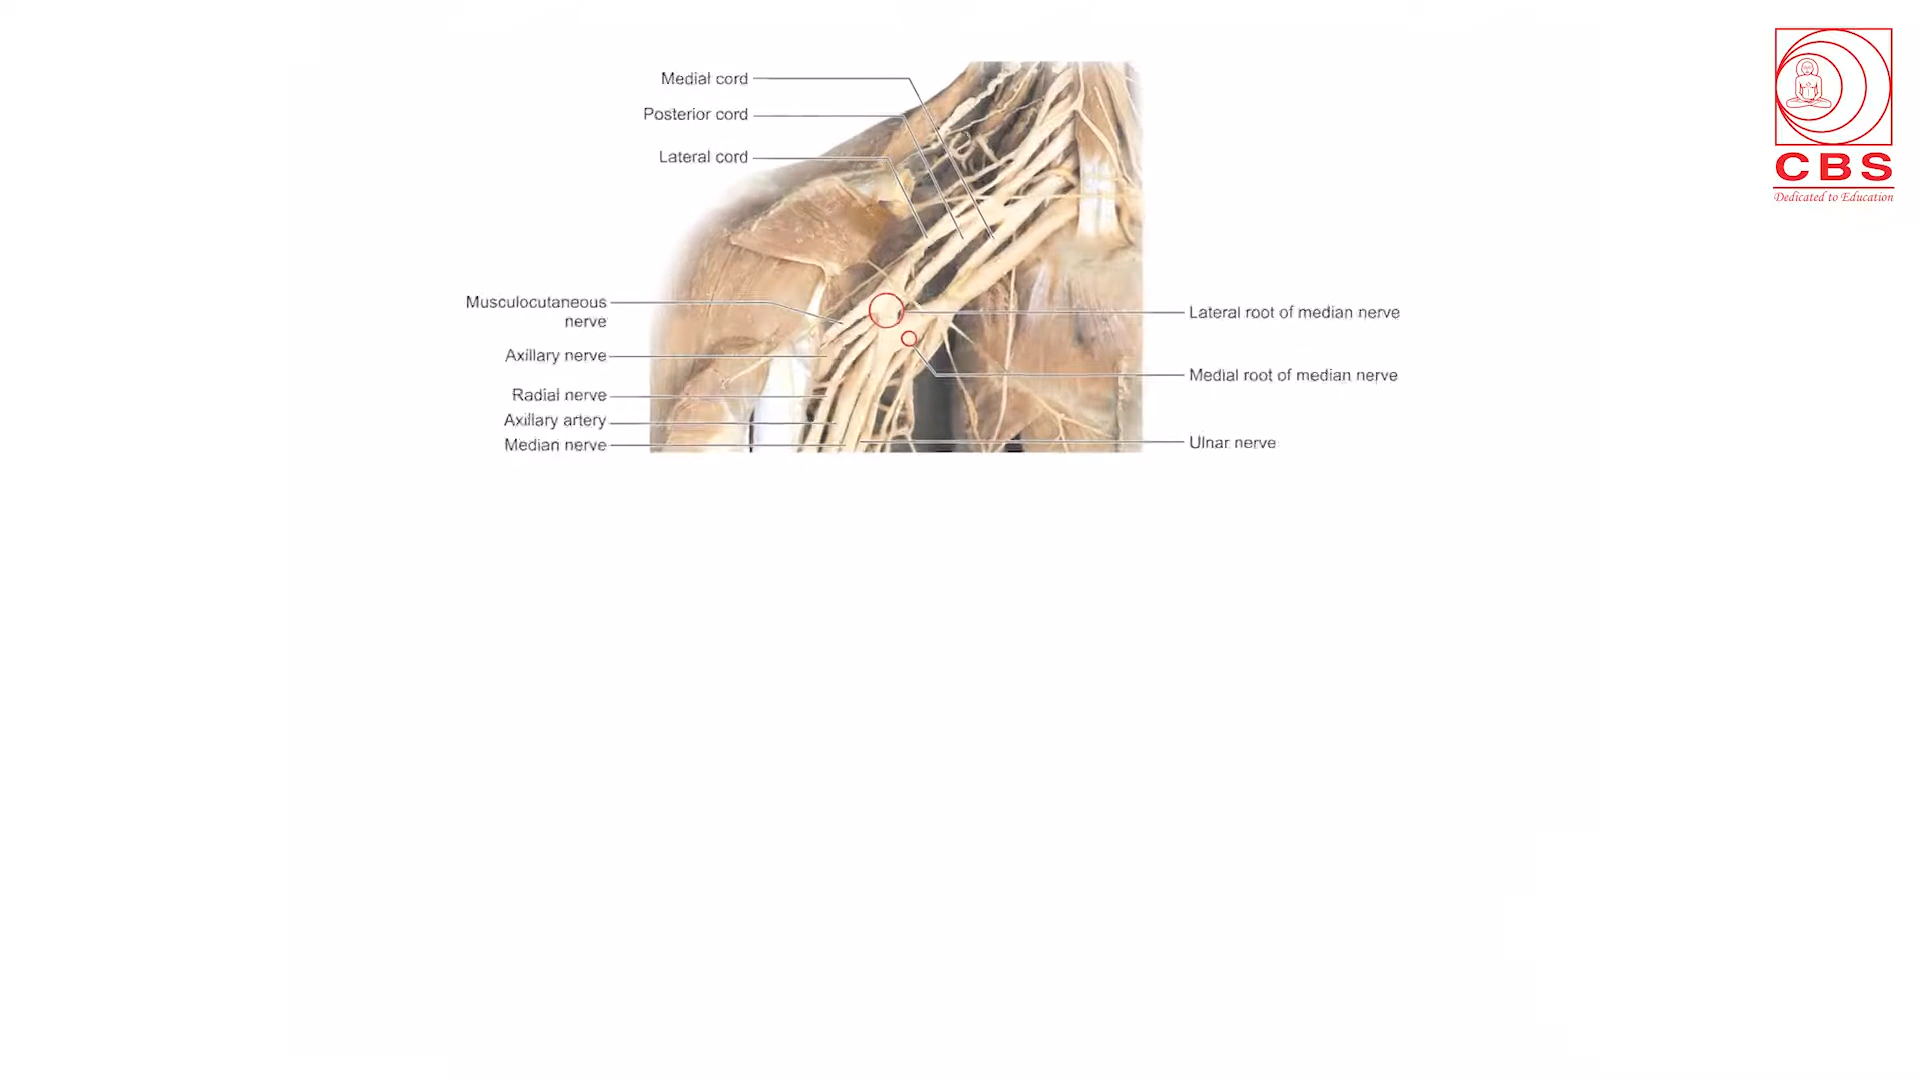 Medial cord
Posterior cord
Lateral cord
Musculocutaneous
nerve
Axillary nerve
Radial nerve
Axillary artery
Median nerve
Lateral root of median nerve
Medial root of median nerve
Ulnar nerve
CBS
Dedicated to Education